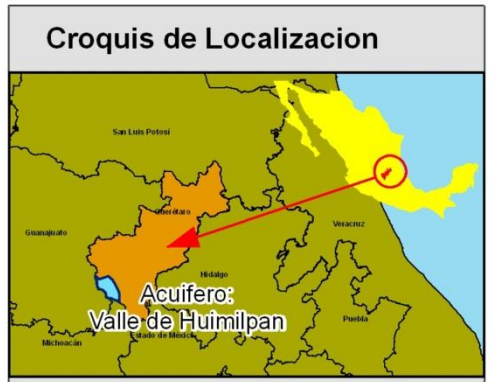 Croquis de Localizacion
San Luis Potosí
Querétaro
Guanajuato
Veracruz
Hidalgo
Acuifero:
Valle de Huimilpan
Puebla
Estado de México
Michoacán